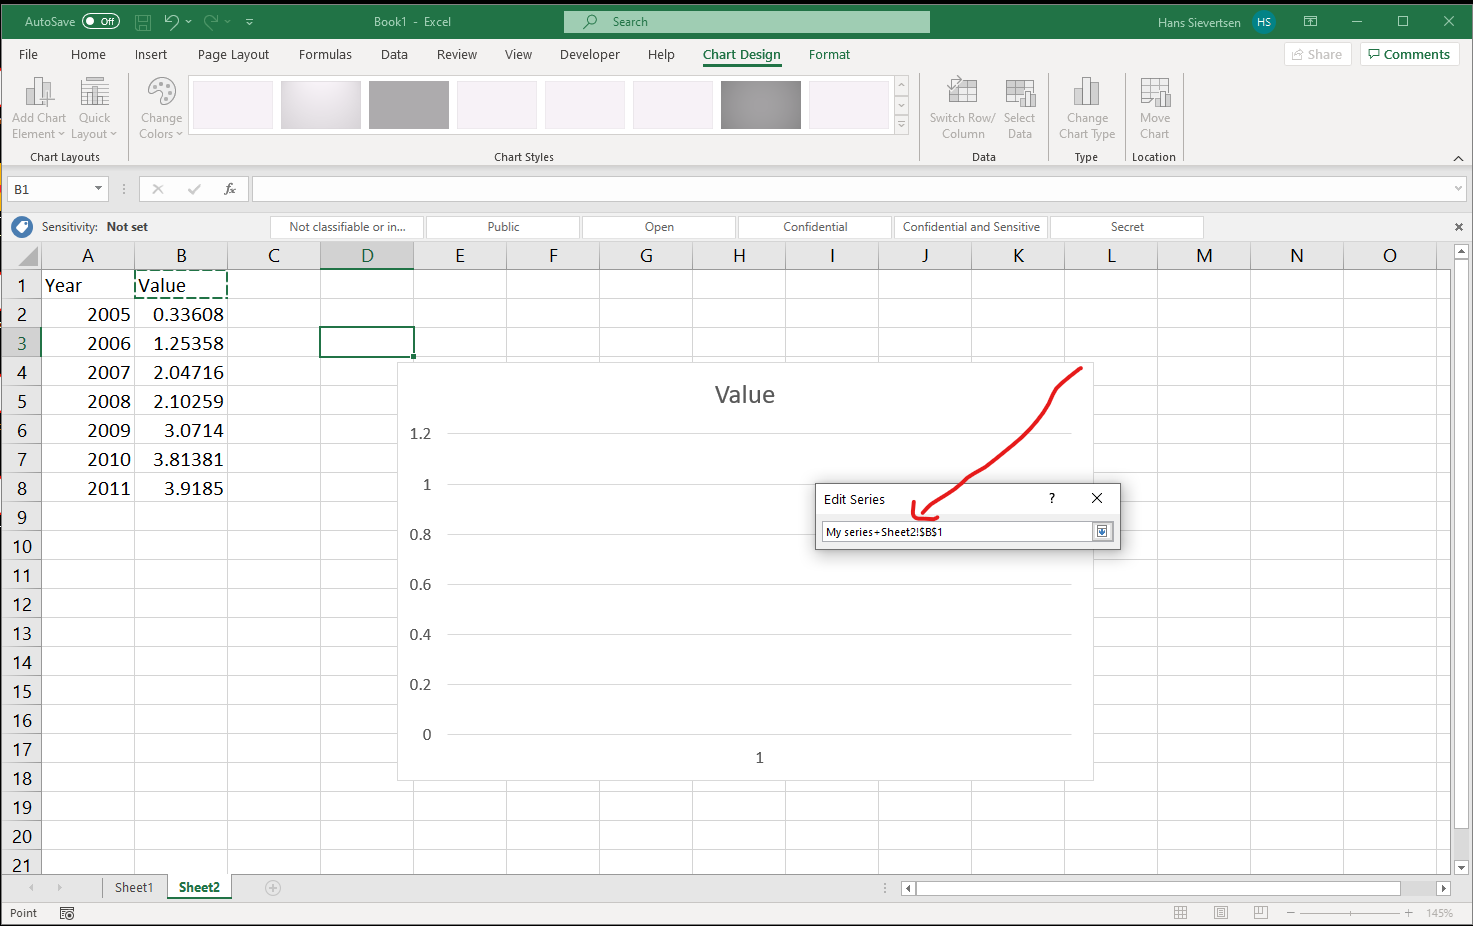 AutoSave Off Book1 - Excel Search Hans Sievertsen HS
File Home Insert Page Layout Formulas Data Review View Developer Help Chart Design Format Share Comments
Add Chart Element Quick Layout Change Colors Switch Row/ Column Select Data Change Chart Type Move Chart
Chart Layouts Chart Styles Data Type Location
B1 fx
Sensitivity: Not set Not classifiable or in... Public Open Confidential Confidential and Sensitive Secret
A B C D E F G H I J K L M N O
1 Year Value
2 2005 0.33608
3 2006 1.25358
4 2007 2.04716
5 2008 2.10259
6 2009 3.0714
7 2010 3.81381
8 2011 3.9185
9
10
11
12
13
14
15
16
17
18
19
20
21
Value
1.2
1
0.8
0.6
0.4
0.2
0
1
Edit Series ?
My series+Sheet2!$B$1
Sheet1 Sheet2
Point 145%